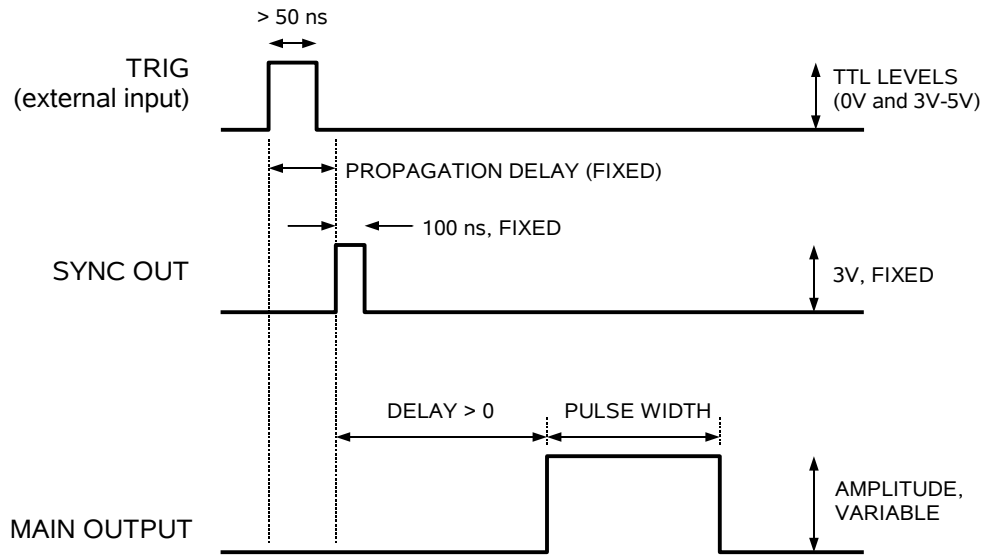 > 50 ns
TRIG
(external input)
TTL LEVELS
(0V and 3V-5V)
PROPAGATION DELAY (FIXED)
100 ns, FIXED
SYNC OUT
3V, FIXED
DELAY > 0
PULSE WIDTH
MAIN OUTPUT
AMPLITUDE,
VARIABLE